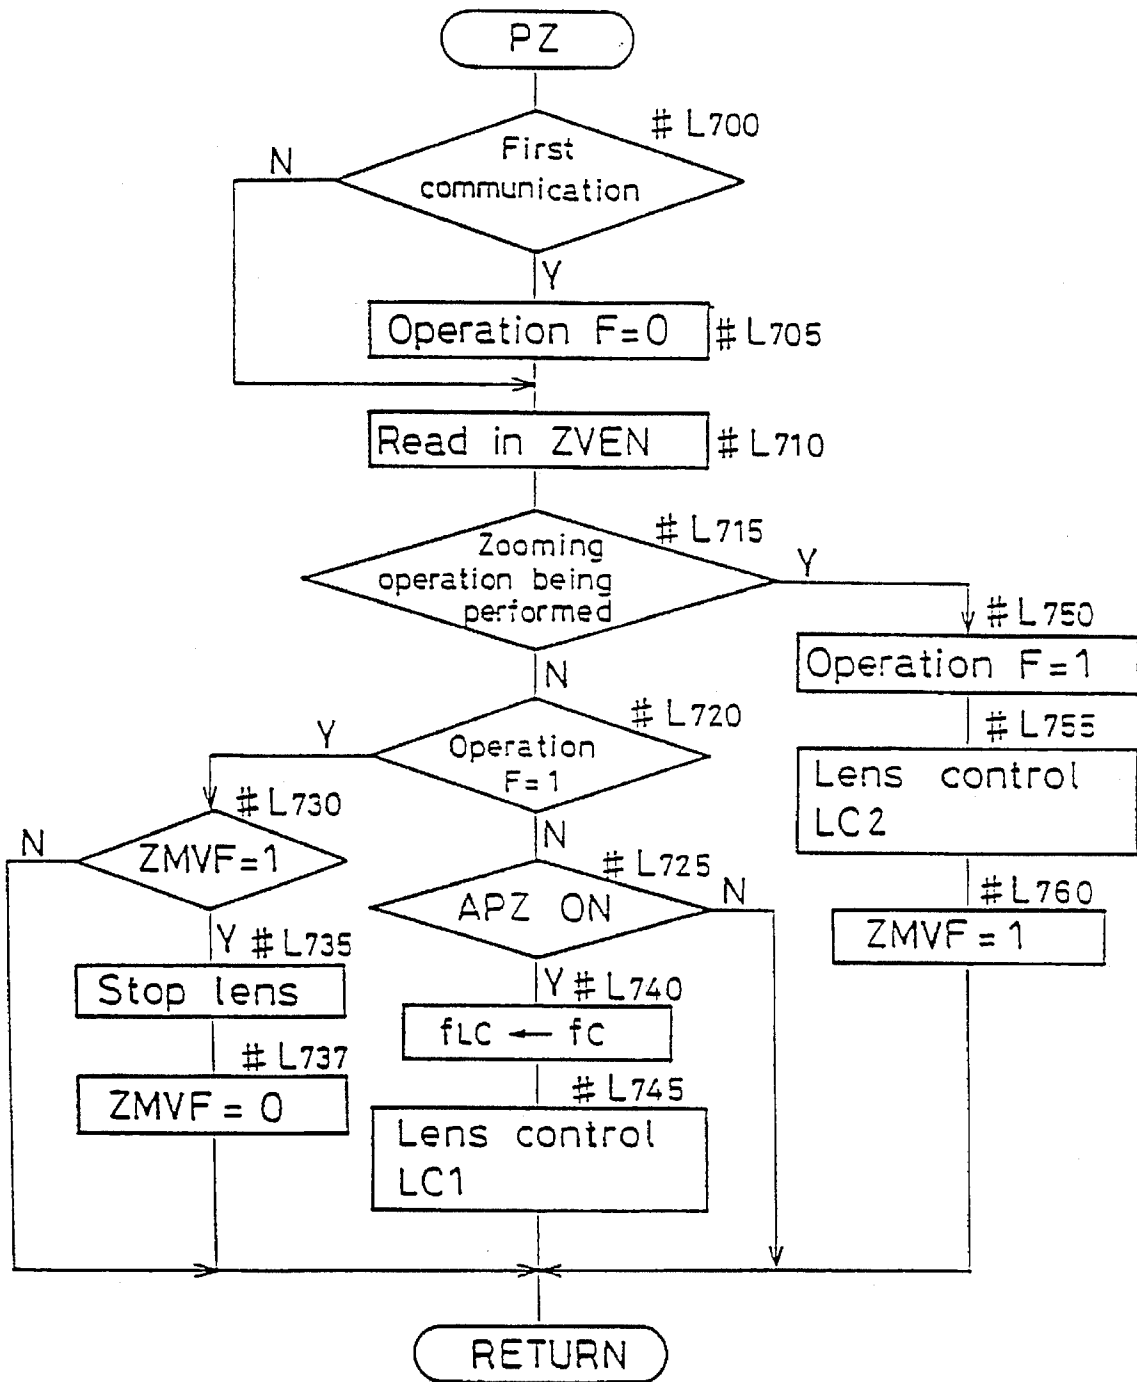 PZ
# L700
First
communication
N
Y
Operation F=0
# L705
Read in ZVEN
# L710
# L715
Zooming
operation being
performed
Y
N
# L750
Operation F=1
# L720
Operation
F=1
Y
N
# L755
Lens control
LC2
# L730
ZMVF=1
N
Y
# L725
APZ ON
N
Y
# L760
ZMVF=1
# L735
Stop lens
# L740
fLC ← fC
# L737
ZMVF=0
# L745
Lens control
LC1
RETURN